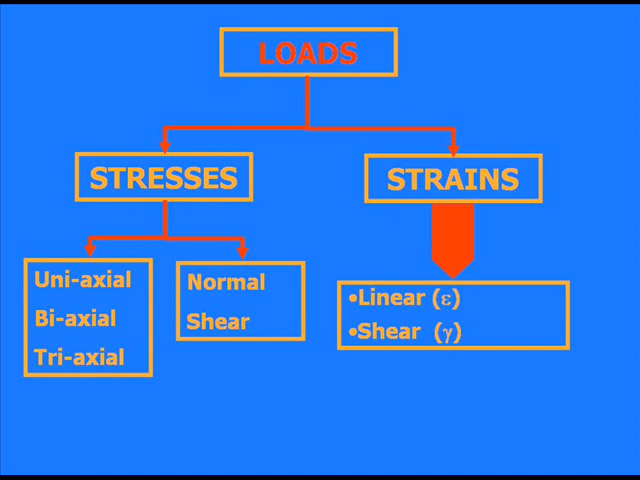 LOADS
STRESSES
STRAINS
Uni-axial
Bi-axial
Tri-axial
Normal
Shear
•Linear (ε)
•Shear (γ)